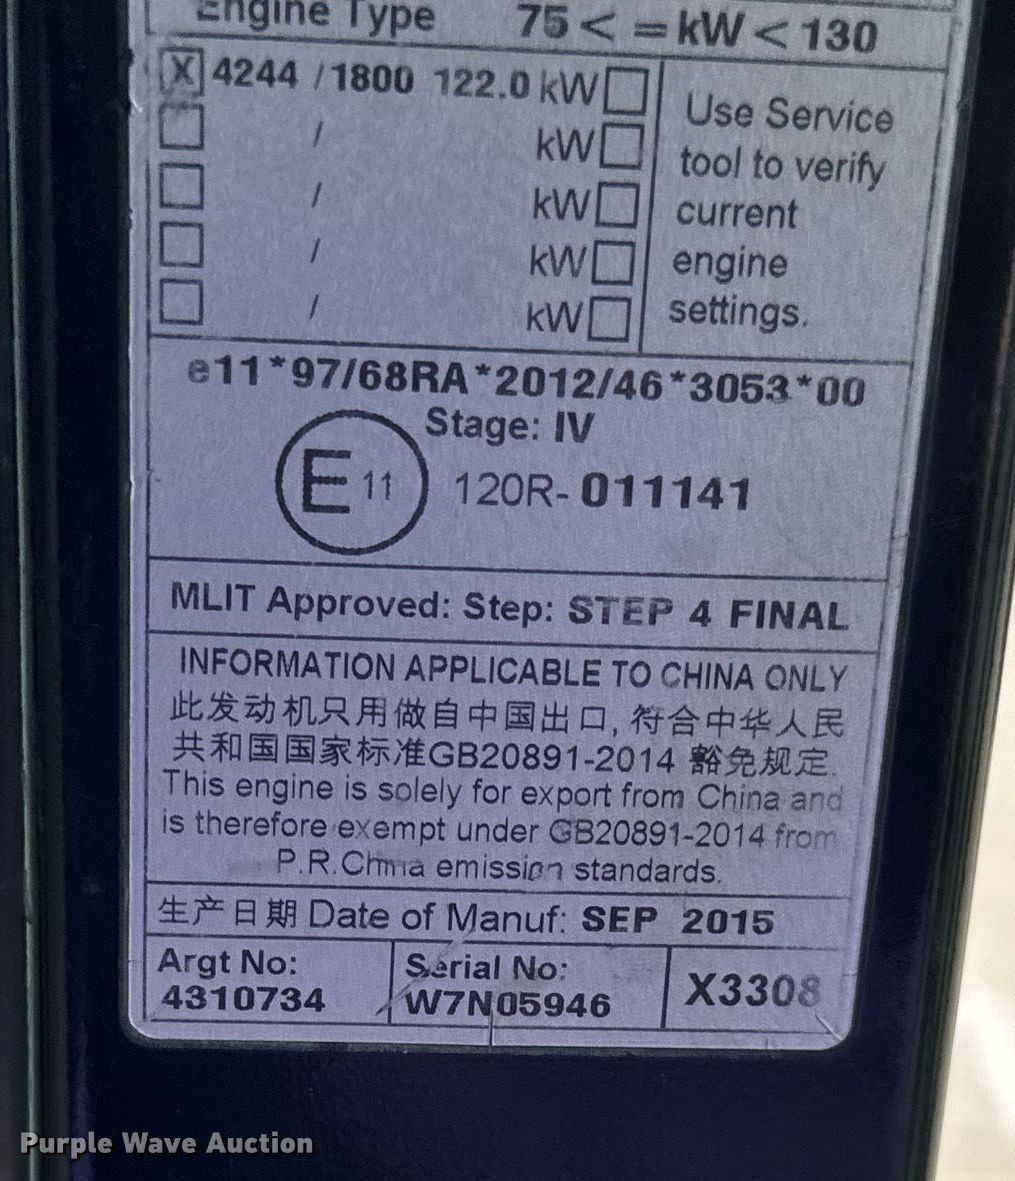 Engine Type 75 < = kW < 130
X 4244 / 1800 122.0 kW
/ kW
/ kW
/ kW
/ kW
Use Service
tool to verify
current
engine
settings.
e11*97/68RA*2012/46*3053*00
Stage: IV
E 11 120R- 011141
MLIT Approved: Step: STEP 4 FINAL
INFORMATION APPLICABLE TO CHINA ONLY
此发动机只用做自中国出口, 符合中华人民
共和国国家标准GB20891-2014 豁免规定.
This engine is solely for export from China and
is therefore exempt under GB20891-2014 from
P.R.China emission standards.
生产日期 Date of Manuf: SEP 2015
Argt No:
4310734
Serial No:
W7N05946
X3308
Purple Wave Auction